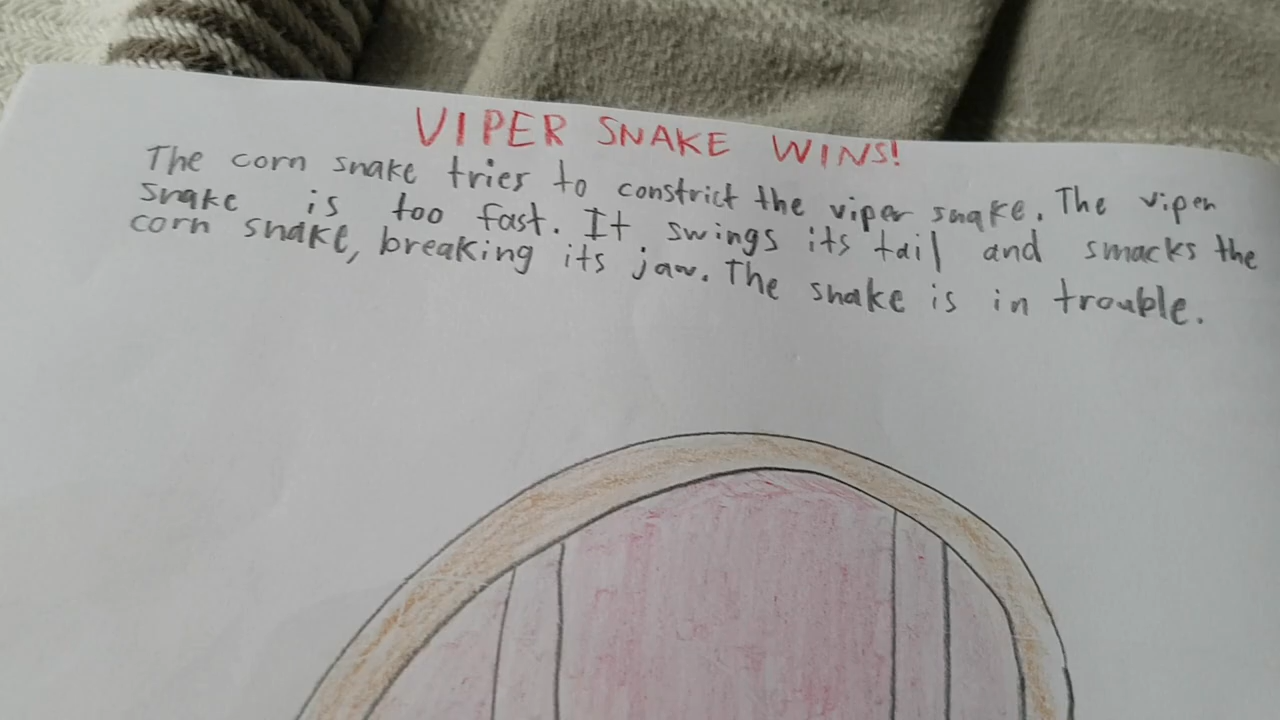 VIPER SNAKE WINS!
The corn snake tries to constrict the viper snake. The viper
snake is too fast. It swings its tail and smacks the
corn snake, breaking its jaw. The snake is in trouble.